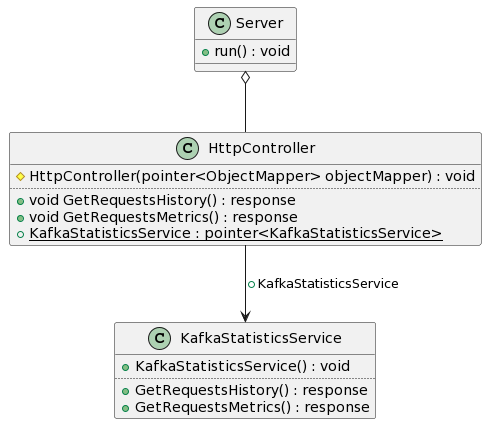 C Server
run() : void
C HttpController
HttpController(pointer<ObjectMapper> objectMapper) : void
void GetRequestsHistory() : response
void GetRequestsMetrics() : response
KafkaStatisticsService : pointer<KafkaStatisticsService>
KafkaStatisticsService
C KafkaStatisticsService
KafkaStatisticsService() : void
GetRequestsHistory() : response
GetRequestsMetrics() : response